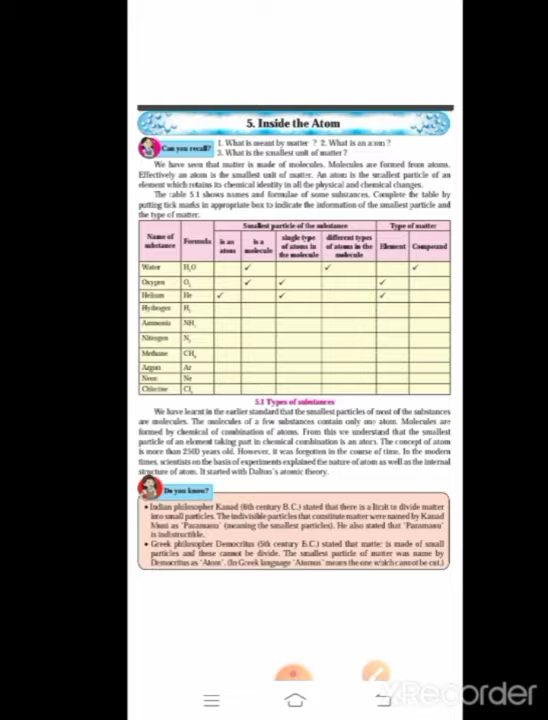 5. Inside the Atom
Can you recall?
1. What is meant by matter ? 2. What is an atom ?
3. What is the smallest unit of matter ?
We have seen that matter is made of molecules. Molecules are formed from atoms.
Effectively an atom is the smallest unit of matter. An atom is the smallest particle of an
element which retains its chemical identity in all the physical and chemical changes.
The table 5.1 shows names and formulae of some substances. Complete the table by
putting tick marks in appropriate box to indicate the information of the smallest particle and
the type of matter.
Name of substance Formula Smallest particle of the substance Type of matter
is an atom is a molecule single type of atoms in the molecule different types of atoms in the molecule Element Compound
Water H₂O ✓ ✓ ✓
Oxygen O₂ ✓ ✓ ✓
Helium He ✓ ✓ ✓
Hydrogen H₂
Ammonia NH₃
Nitrogen N₂
Methane CH₄
Argon Ar
Neon Ne
Chlorine Cl₂
5.1 Types of substances
We have learnt in the earlier standard that the smallest particles of most of the substances
are molecules. The molecules of a few substances contain only one atom. Molecules are
formed by chemical of combination of atoms. From this we understand that the smallest
particle of an element taking part in chemical combination is an atom. The concept of atom
is more than 2500 years old. However, it was forgotten in the course of time. In the modern
times, scientists on the basis of experiments explained the nature of atom as well as the internal
structure of atom. It started with Dalton's atomic theory.
Do you know?
• Indian philosopher Kanad (6th century B.C.) stated that there is a limit to divide matter
into small particles. The indivisible particles that constitute matter were named by Kanad
Muni as 'Paramanu' (meaning the smallest particles). He also stated that 'Paramanu'
is indestructible.
• Greek philosopher Democritus (5th century B.C.) stated that matter is made of small
particles and these cannot be divide. The smallest particle of matter was name by
Democritus as 'Atom'. (In Greek language 'Atomos' means the one which cannot be cut.)
XRecorder